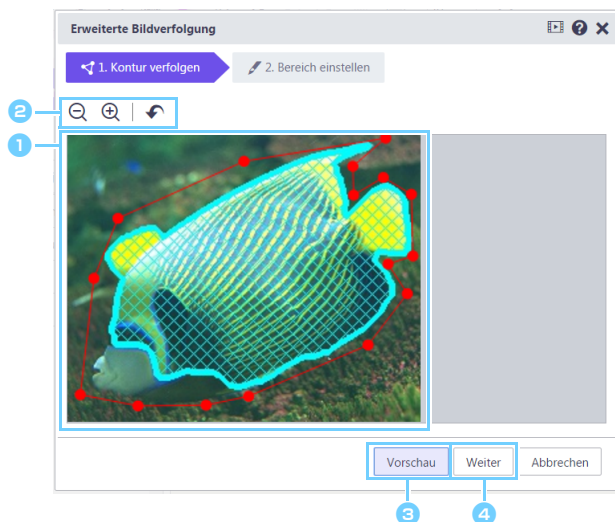 Erweiterte Bildverfolgung
1. Kontur verfolgen
2. Bereich einstellen
2
1
Vorschau
Weiter
Abbrechen
3
4